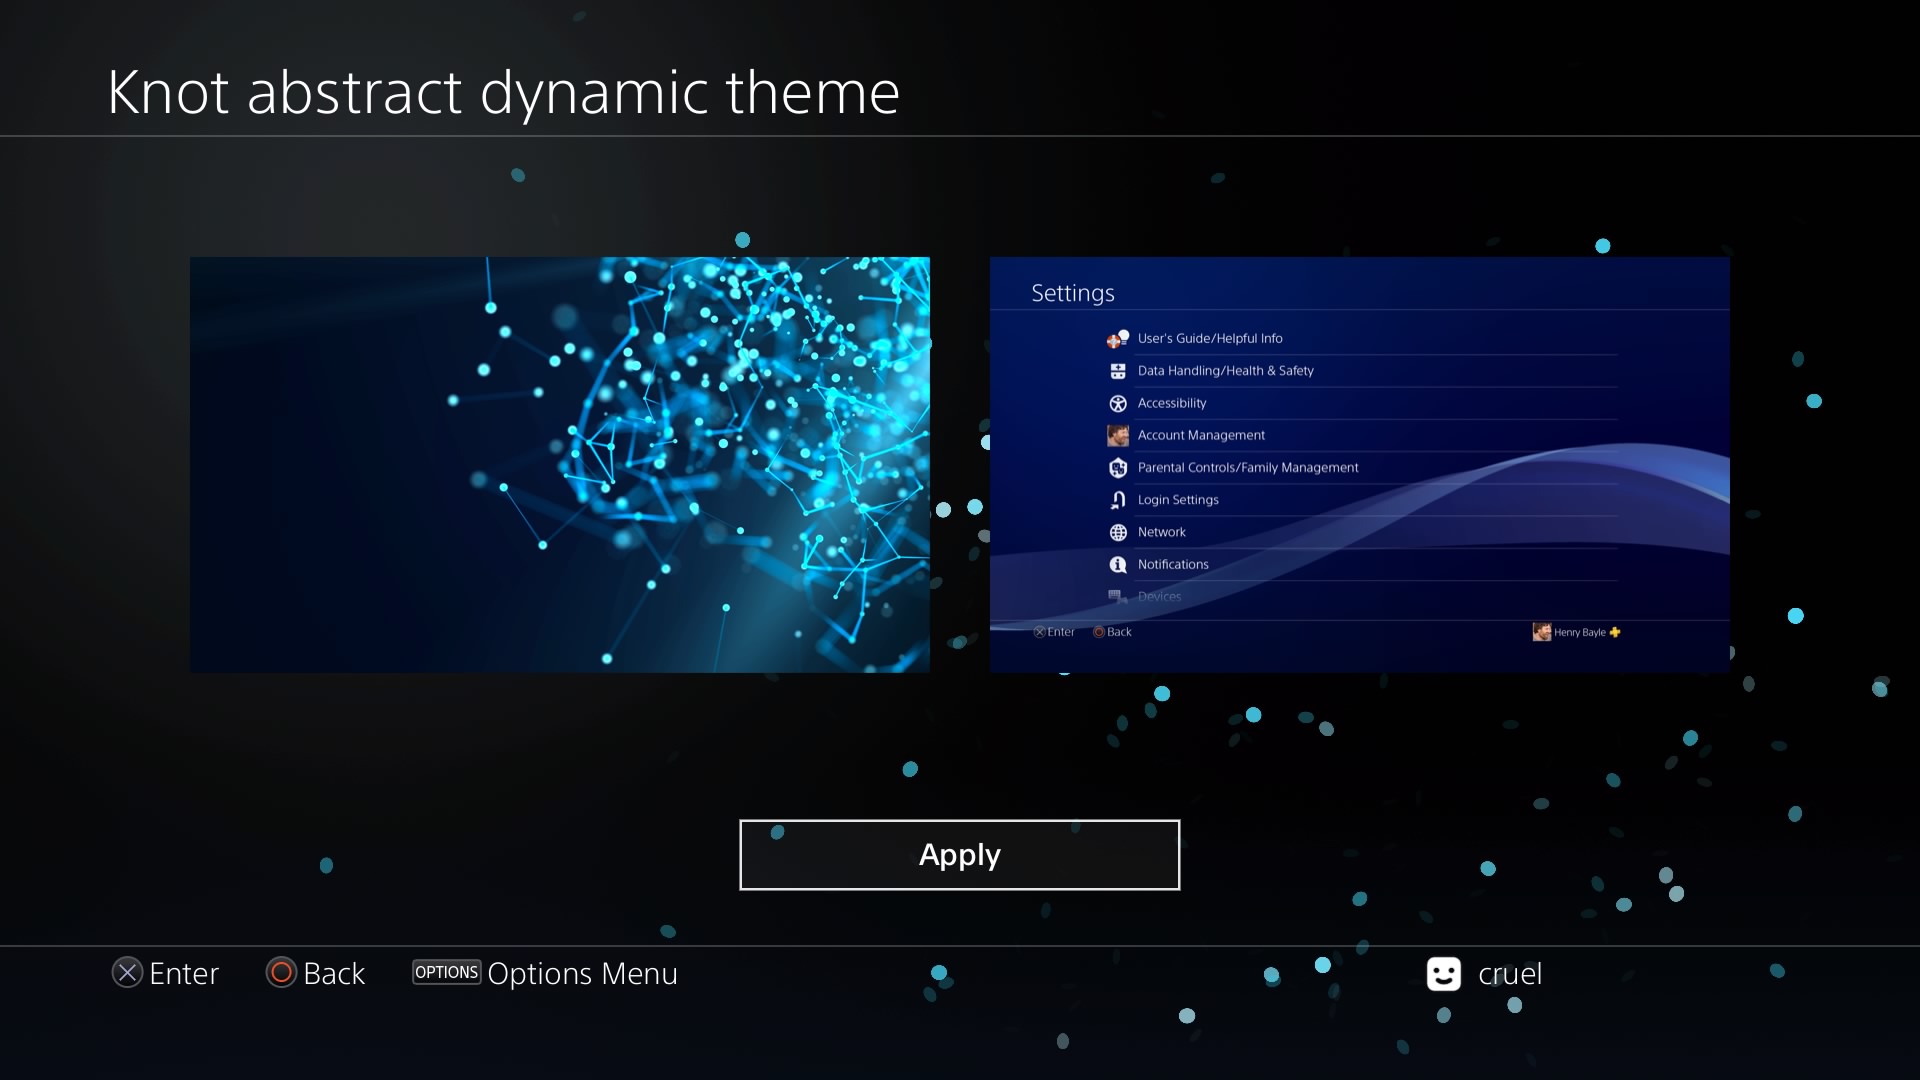 Knot abstract dynamic theme
Settings
User's Guide/Helpful Info
Data Handling/Health & Safety
Accessibility
Account Management
Parental Controls/Family Management
Login Settings
Network
Notifications
Devices
Enter Back Henry Bayle
Apply
Enter Back OPTIONS Options Menu cruel